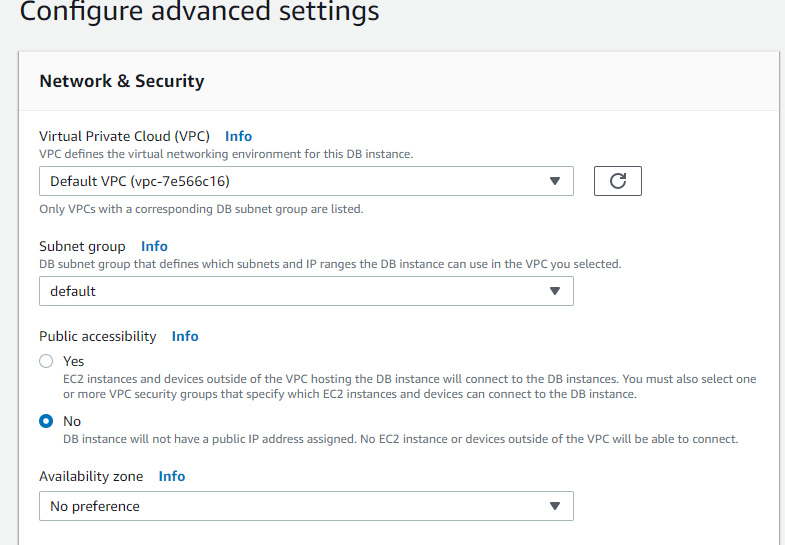 Configure advanced settings
Network & Security
Virtual Private Cloud (VPC) Info
VPC defines the virtual networking environment for this DB instance.
Default VPC (vpc-7e566c16)
Only VPCs with a corresponding DB subnet group are listed.
Subnet group Info
DB subnet group that defines which subnets and IP ranges the DB instance can use in the VPC you selected.
default
Public accessibility Info
Yes
EC2 instances and devices outside of the VPC hosting the DB instance will connect to the DB instances. You must also select one
or more VPC security groups that specify which EC2 instances and devices can connect to the DB instance.
No
DB instance will not have a public IP address assigned. No EC2 instance or devices outside of the VPC will be able to connect.
Availability zone Info
No preference